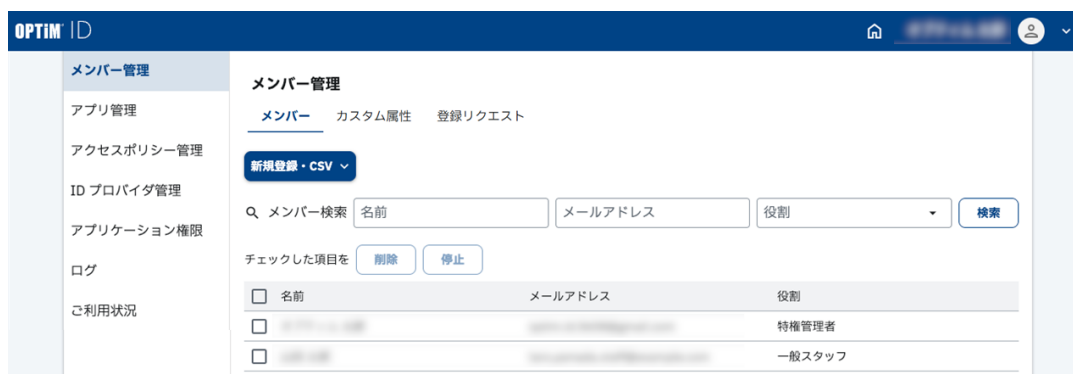 OPTiM ID
メンバー管理
アプリ管理
アクセスポリシー管理
ID プロバイダ管理
アプリケーション権限
ログ
ご利用状況
メンバー管理
メンバー カスタム属性 登録リクエスト
新規登録・CSV
メンバー検索 名前 メールアドレス 役割 検索
チェックした項目を 削除 停止
名前 メールアドレス 役割
特権管理者
一般スタッフ